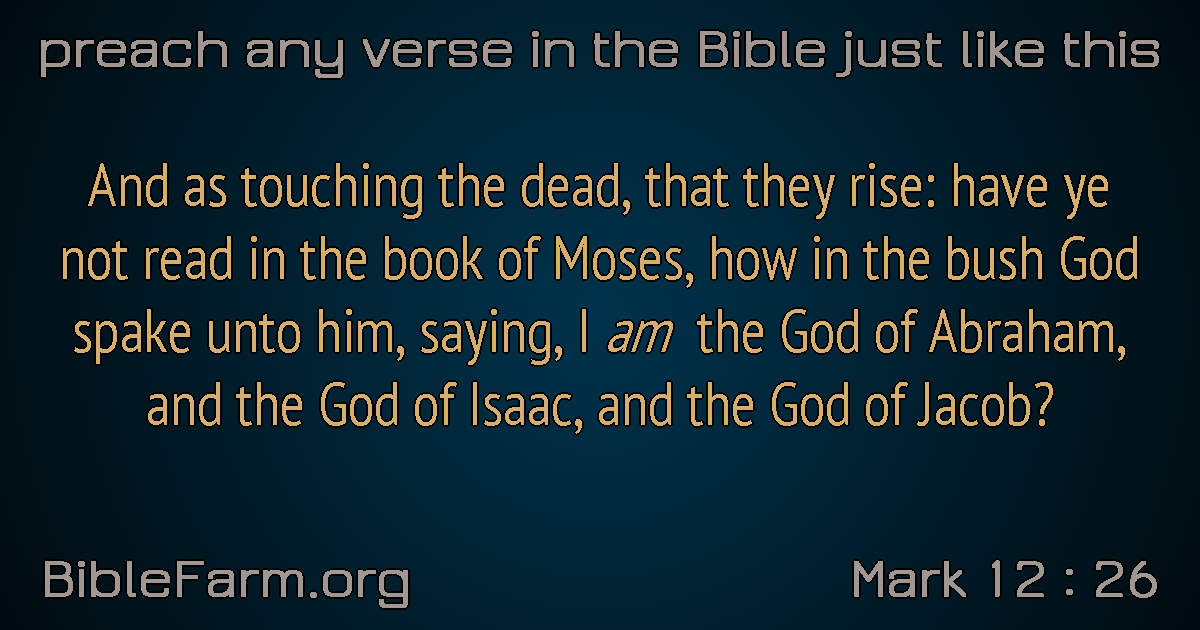 preach any verse in the Bible just like this
And as touching the dead, that they rise: have ye
not read in the book of Moses, how in the bush God
spake unto him, saying, I am the God of Abraham,
and the God of Isaac, and the God of Jacob?
BibleFarm.org
Mark 12 : 26